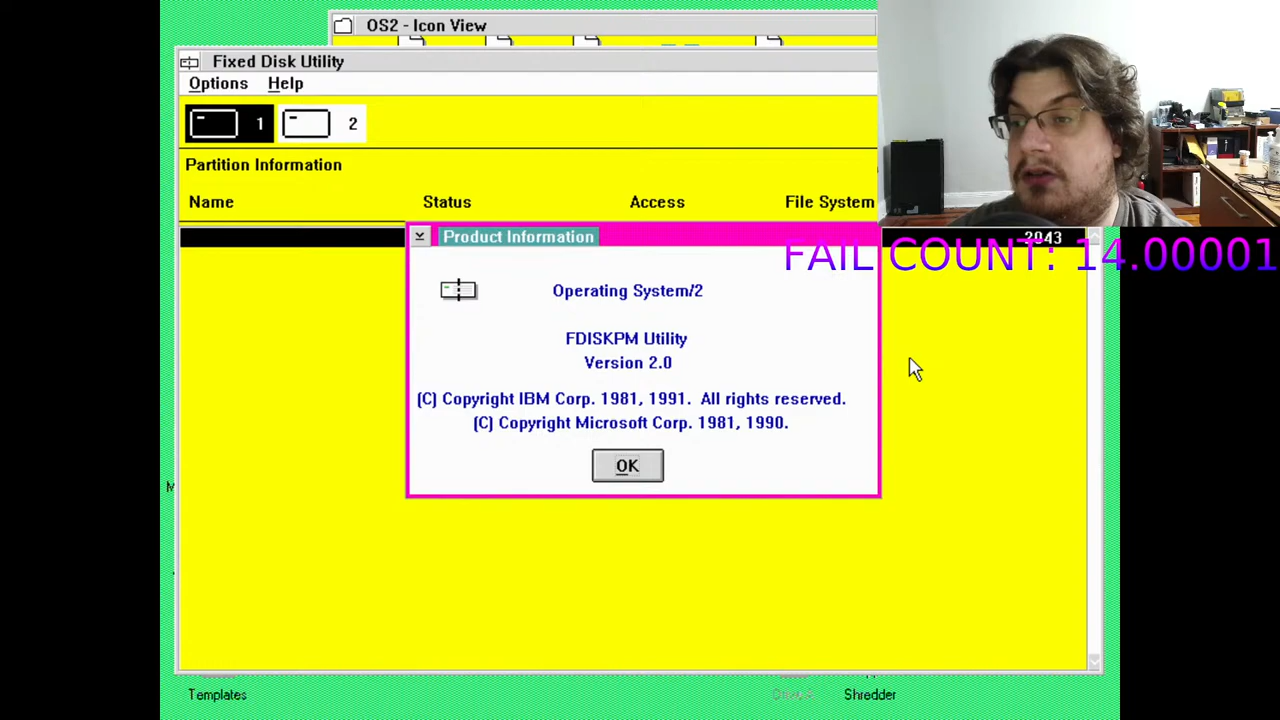 OS2 - Icon View
Fixed Disk Utility
Options Help
1 2
Partition Information
Name Status Access File System
Product Information
2043
FAIL COUNT: 14.00001
Operating System/2
FDISKPM Utility
Version 2.0
(C) Copyright IBM Corp. 1981, 1991. All rights reserved.
(C) Copyright Microsoft Corp. 1981, 1990.
OK
Templates
Shredder